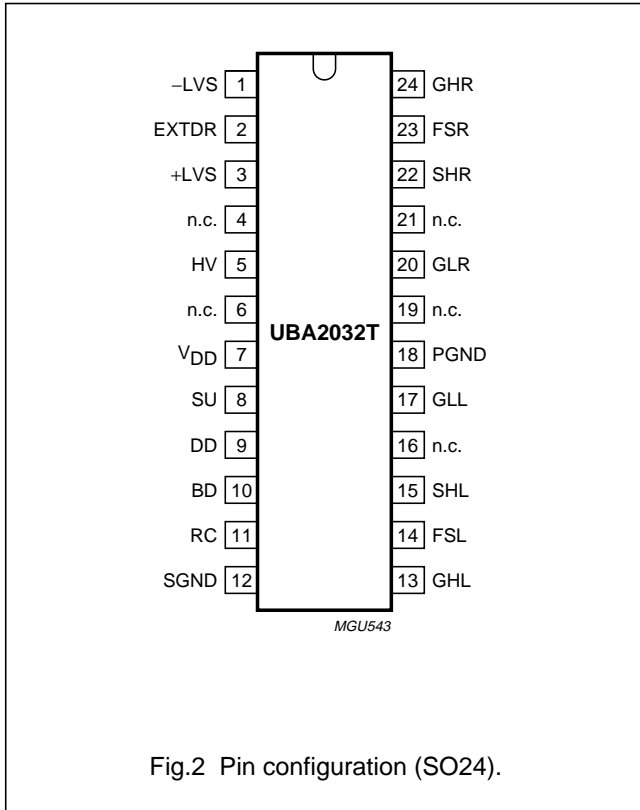 −LVS 1 24 GHR
EXTDR 2 23 FSR
+LVS 3 22 SHR
n.c. 4 21 n.c.
HV 5 20 GLR
n.c. 6 19 n.c.
UBA2032T
VDD 7 18 PGND
SU 8 17 GLL
DD 9 16 n.c.
BD 10 15 SHL
RC 11 14 FSL
SGND 12 13 GHL
MGU543
Fig.2 Pin configuration (SO24).